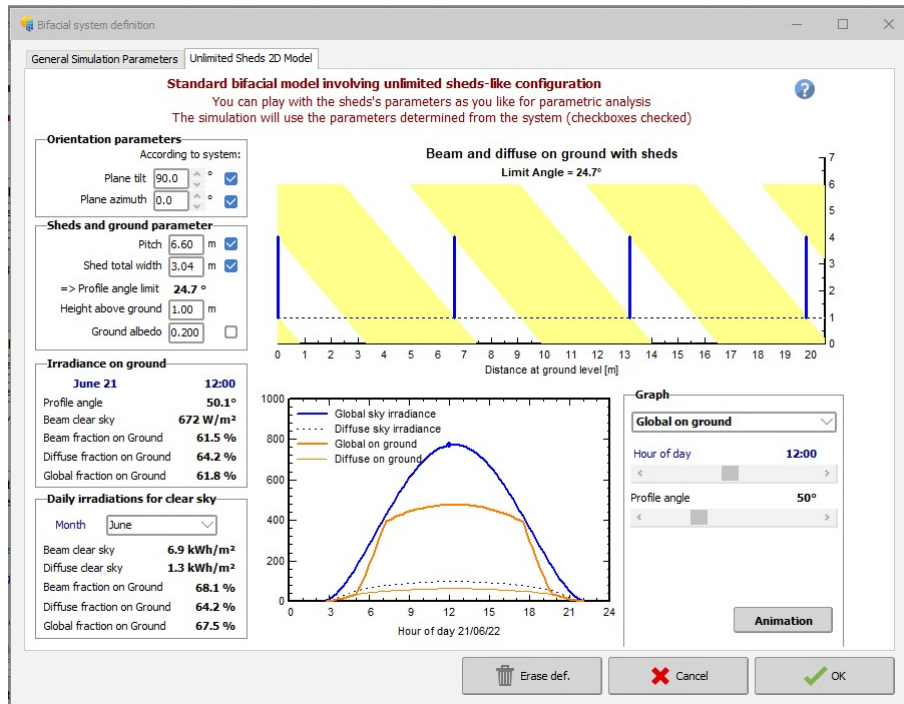 Bifacial system definition
General Simulation Parameters
Unlimited Sheds 2D Model
Standard bifacial model involving unlimited sheds-like configuration
You can play with the sheds's parameters as you like for parametric analysis
The simulation will use the parameters determined from the system (checkboxes checked)
?
Orientation parameters
According to system:
Plane tilt 90.0 °
Plane azimuth 0.0 °
Sheds and ground parameter
Pitch 6.60 m
Shed total width 3.04 m
=> Profile angle limit 24.7 °
Height above ground 1.00 m
Ground albedo 0.200
Irradiance on ground
June 21 12:00
Profile angle 50.1°
Beam clear sky 672 W/m²
Beam fraction on Ground 61.5 %
Diffuse fraction on Ground 64.2 %
Global fraction on Ground 61.8 %
Daily irradiations for clear sky
Month June
Beam clear sky 6.9 kWh/m²
Diffuse clear sky 1.3 kWh/m²
Beam fraction on Ground 68.1 %
Diffuse fraction on Ground 64.2 %
Global fraction on Ground 67.5 %
Beam and diffuse on ground with sheds
Limit Angle = 24.7°
7
6
5
4
3
2
1
0
0 1 2 3 4 5 6 7 8 9 10 11 12 13 14 15 16 17 18 19 20
Distance at ground level [m]
1000
800
600
400
200
0
Global sky irradiance
Diffuse sky irradiance
Global on ground
Diffuse on ground
0 3 6 9 12 15 18 21 24
Hour of day 21/06/22
Graph
Global on ground
Hour of day 12:00
Profile angle 50°
Animation
Erase def.
Cancel
OK